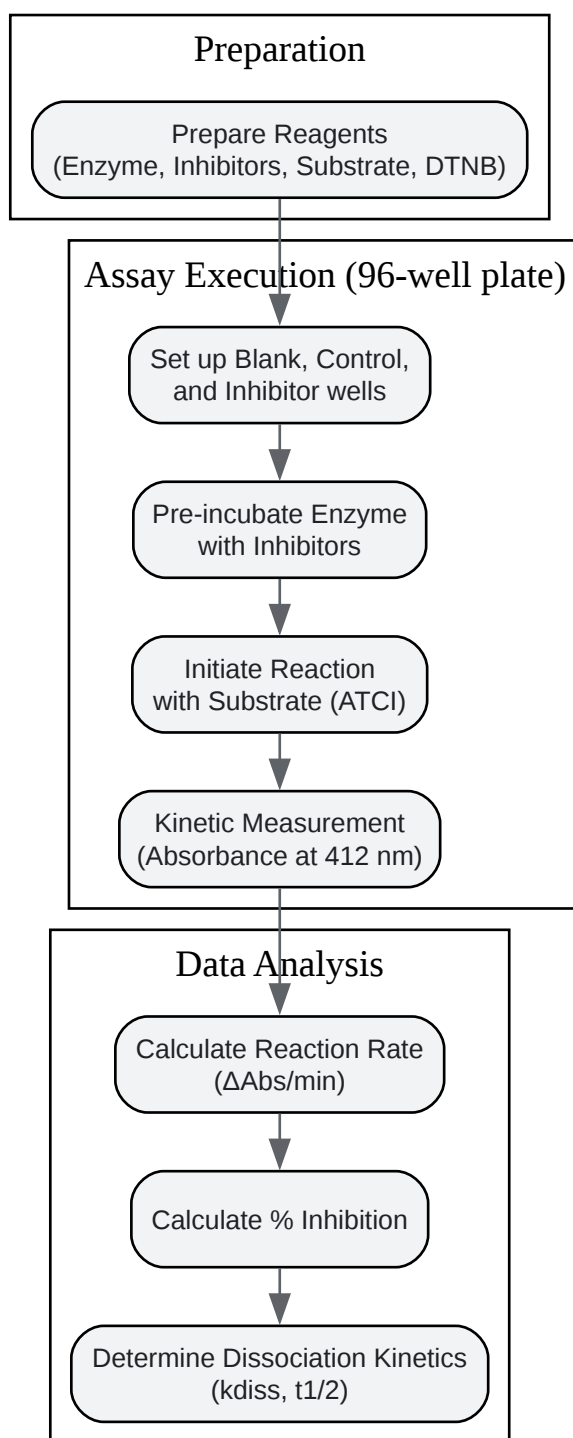 Preparation
Prepare Reagents
(Enzyme, Inhibitors, Substrate, DTNB)
Assay Execution (96-well plate)
Set up Blank, Control,
and Inhibitor wells
Pre-incubate Enzyme
with Inhibitors
Initiate Reaction
with Substrate (ATCI)
Kinetic Measurement
(Absorbance at 412 nm)
Data Analysis
Calculate Reaction Rate
(ΔAbs/min)
Calculate % Inhibition
Determine Dissociation Kinetics
(kdiss, t1/2)